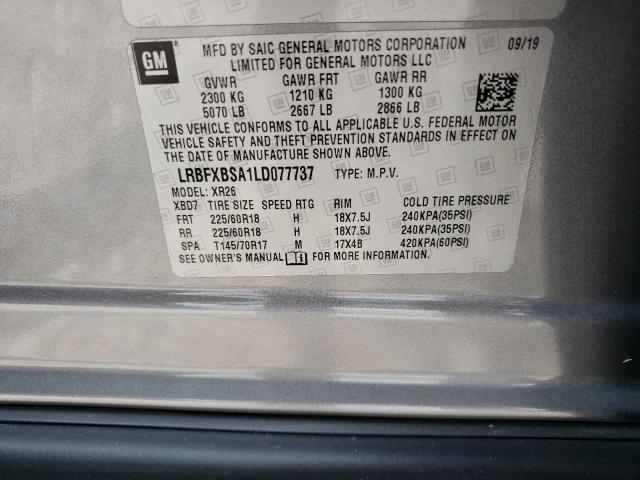 GM
MFD BY SAIC GENERAL MOTORS CORPORATION 09/19
LIMITED FOR GENERAL MOTORS LLC
GVWR GAWR FRT GAWR RR
2300 KG 1210 KG 1300 KG
5070 LB 2667 LB 2866 LB
THIS VEHICLE CONFORMS TO ALL APPLICABLE U.S. FEDERAL MOTOR
VEHICLE SAFETY AND THEFT PREVENTION STANDARDS IN EFFECT ON
THE DATE OF MANUFACTURE SHOWN ABOVE.
LRBFXBSA1LD077737 TYPE: M.P.V.
MODEL: XR26
XBD7 TIRE SIZE SPEED RTG RIM COLD TIRE PRESSURE
FRT 225/60R18 H 18X7.5J 240KPA(35PSI)
RR 225/60R18 H 18X7.5J 240KPA(35PSI)
SPA T145/70R17 M 17X4B 420KPA(60PSI)
SEE OWNER'S MANUAL FOR MORE INFORMATION.